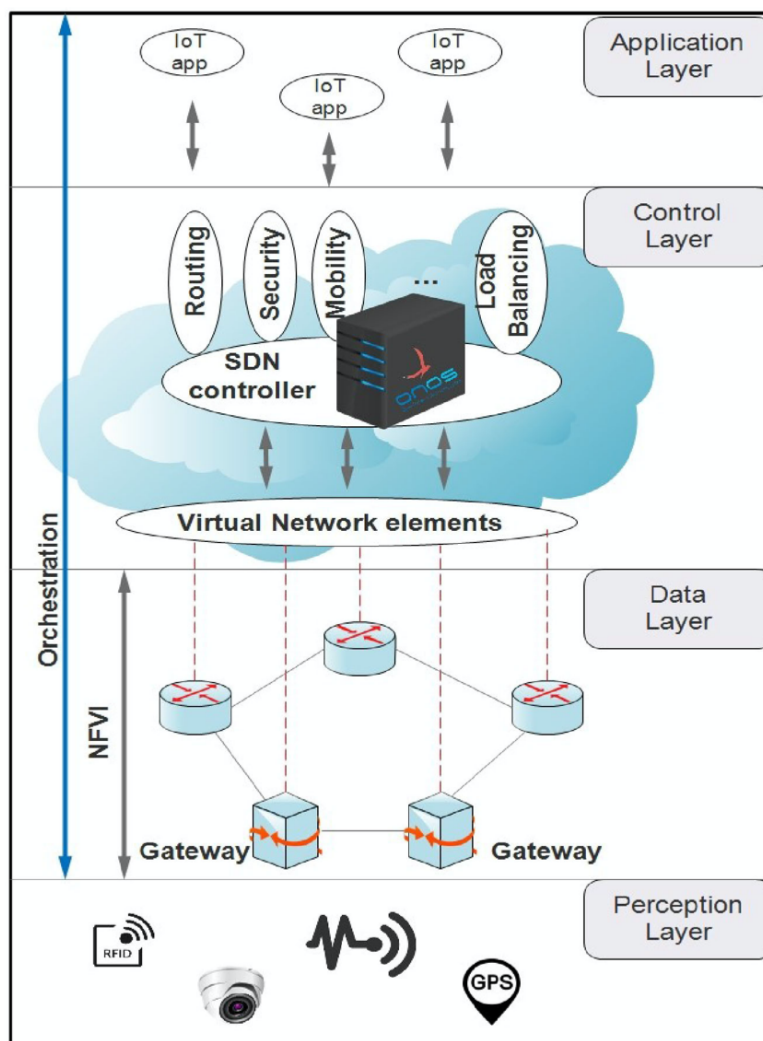 IoT
app
IoT
app
IoT
app
Application
Layer
Control
Layer
Routing
Security
Mobility
...
Load
Balancing
SDN
controller
onos
Virtual Network elements
Orchestration
NFVI
Data
Layer
Gateway
Gateway
Perception
Layer
RFID
GPS